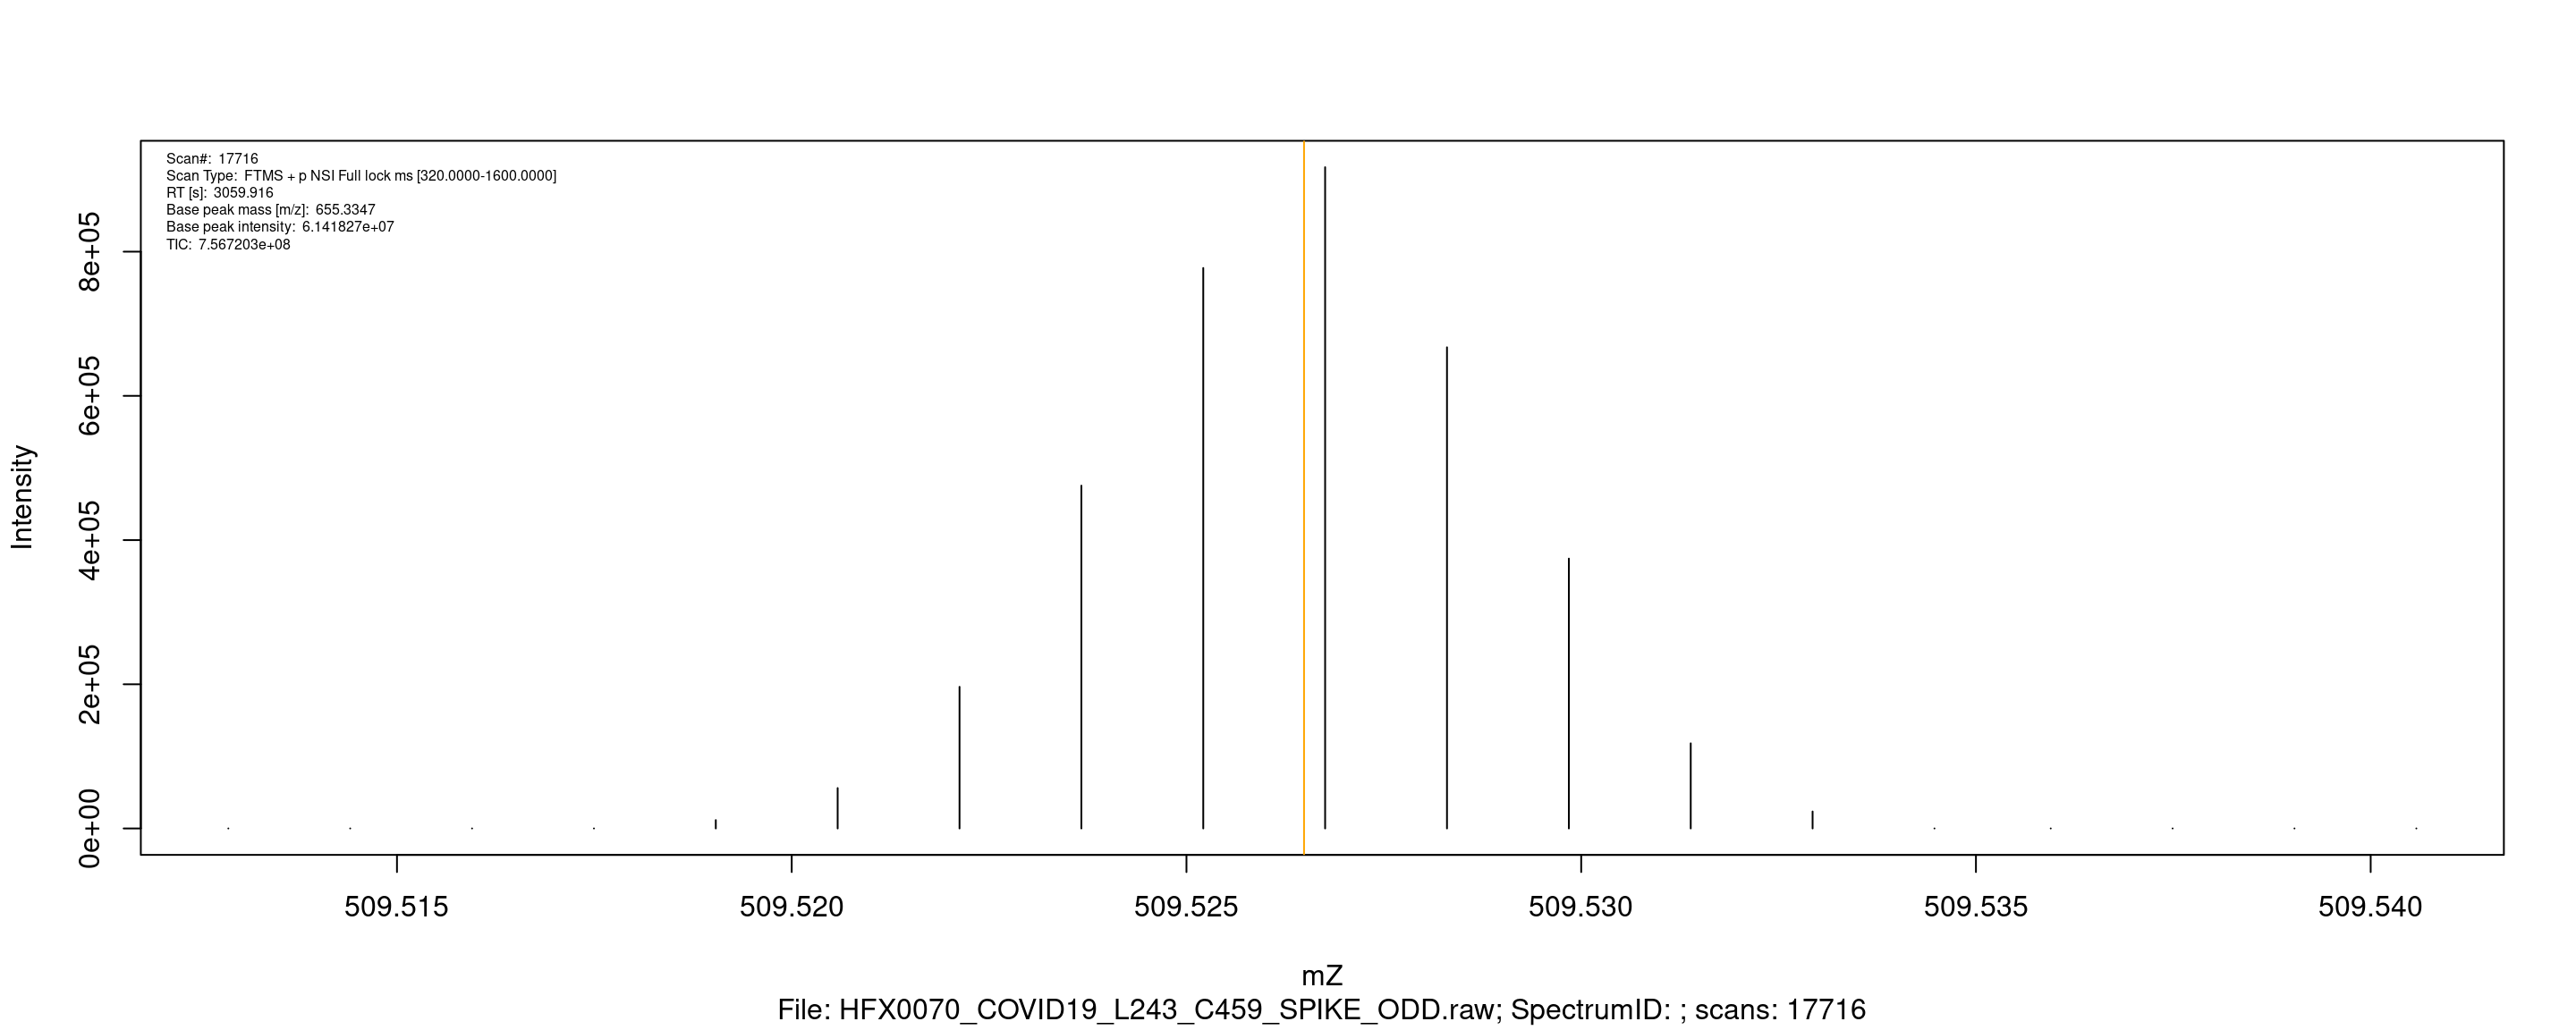 Scan#: 17716
Scan Type: FTMS + p NSI Full lock ms [320.0000-1600.0000]
RT [s]: 3059.916
Base peak mass [m/z]: 655.3347
Base peak intensity: 6.141827e+07
TIC: 7.567203e+08
8e+05
6e+05
4e+05
2e+05
0e+00
Intensity
509.515 509.520 509.525 509.530 509.535 509.540
mZ
File: HFX0070_COVID19_L243_C459_SPIKE_ODD.raw; SpectrumID: ; scans: 17716